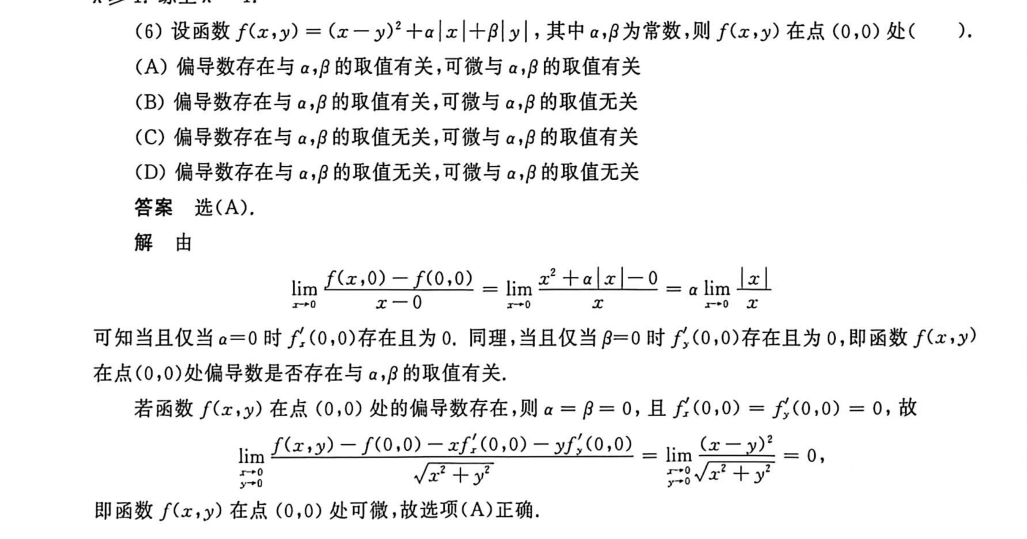 (6) 设函数 f(x,y) = (x-y)²+α|x|+β|y|,其中 α,β为常数,则 f(x,y) 在点 (0,0) 处(  ).
(A) 偏导数存在与 α,β 的取值有关,可微与 α,β 的取值有关
(B) 偏导数存在与 α,β 的取值有关,可微与 α,β 的取值无关
(C) 偏导数存在与 α,β 的取值无关,可微与 α,β 的取值有关
(D) 偏导数存在与 α,β 的取值无关,可微与 α,β 的取值无关
答案 选(A).
解 由
lim_{x→0} \frac{f(x,0)-f(0,0)}{x-0} = lim_{x→0} \frac{x²+α|x|-0}{x} = α lim_{x→0} \frac{|x|}{x}
可知当且仅当 α=0 时 f'ₓ(0,0)存在且为 0. 同理,当且仅当 β=0 时 f'_y(0,0)存在且为 0,即函数 f(x,y)
在点(0,0)处偏导数是否存在与 α,β 的取值有关.
若函数 f(x,y) 在点 (0,0) 处的偏导数存在,则 α = β = 0, 且 f'ₓ(0,0) = f'_y(0,0) = 0, 故
lim_{x→0, y→0} \frac{f(x,y)-f(0,0)-xf'ₓ(0,0)-yf'_y(0,0)}{\sqrt{x²+y²}} = lim_{x→0, y→0} \frac{(x-y)²}{\sqrt{x²+y²}} = 0,
即函数 f(x,y) 在点 (0,0) 处可微,故选项(A)正确.